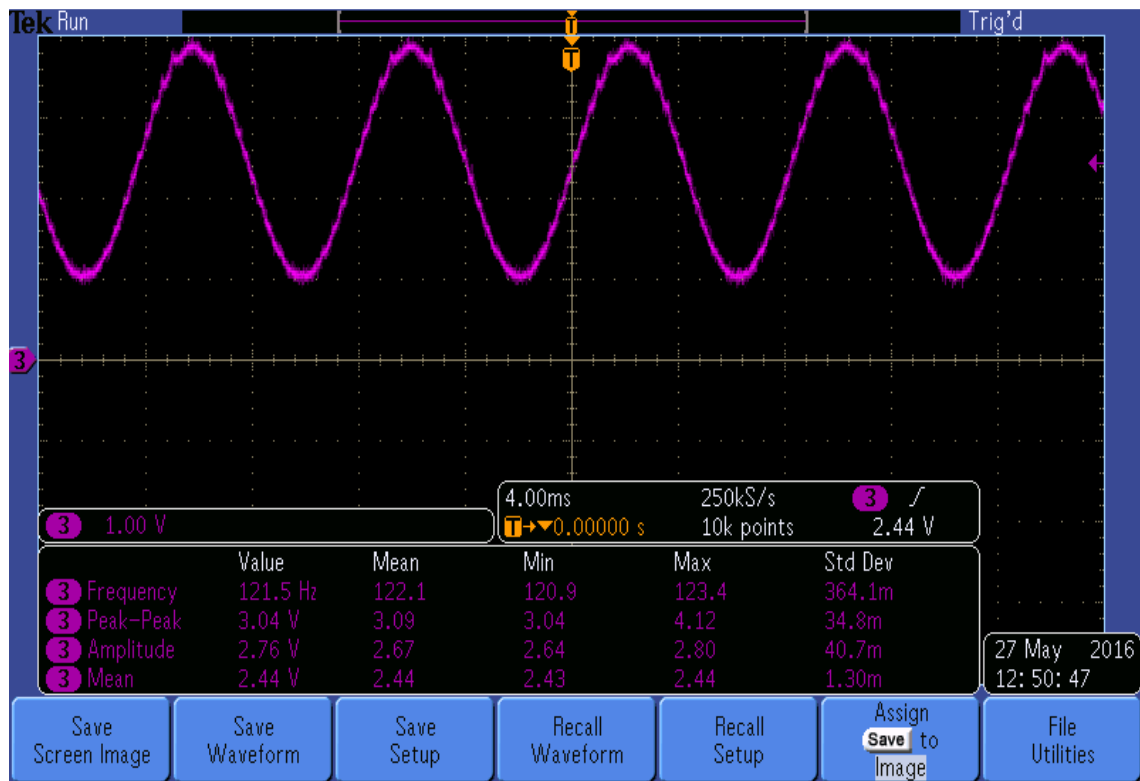 Tek Run Trig'd
T
T
3
4.00ms 250kS/s 3
3 1.00 V T→▼0.00000 s 10k points 2.44 V
Value Mean Min Max Std Dev
3 Frequency 121.5 Hz 122.1 120.9 123.4 364.1m
3 Peak-Peak 3.04 V 3.09 3.04 4.12 34.8m
3 Amplitude 2.76 V 2.67 2.64 2.80 40.7m
3 Mean 2.44 V 2.44 2.43 2.44 1.30m
27 May 2016
12:50:47
Save
Screen Image
Save
Waveform
Save
Setup
Recall
Waveform
Recall
Setup
Assign
Save to
Image
File
Utilities